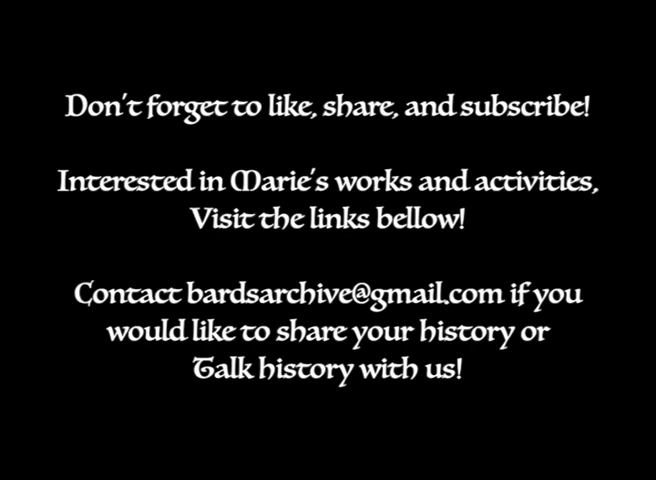 Don't forget to like, share, and subscribe!
Interested in Marie's works and activities,
Visit the links bellow!
Contact bardsarchive@gmail.com if you
would like to share your history or
Talk history with us!